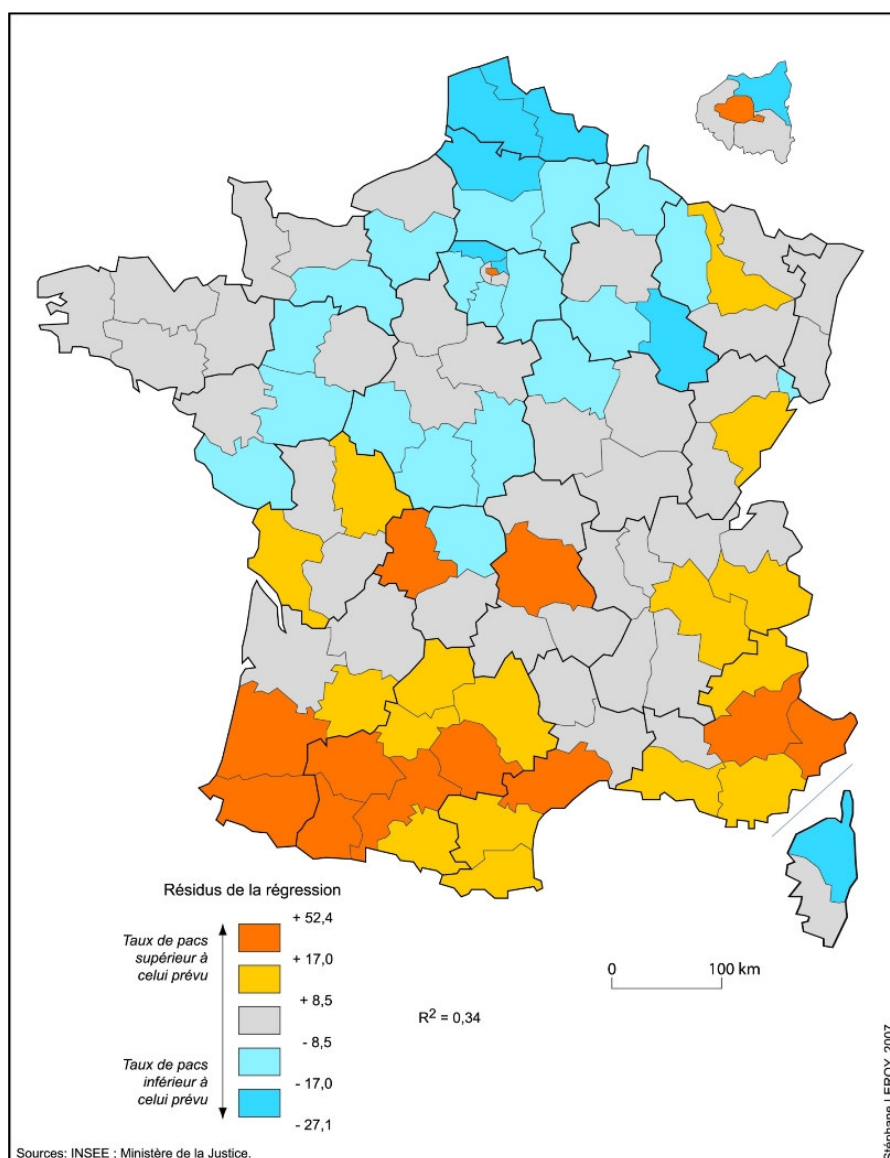 Résidus de la régression
+ 52,4
Taux de pacs
supérieur à
celui prévu
+ 17,0
+ 8,5
- 8,5
Taux de pacs
inférieur à
celui prévu
- 17,0
- 27,1
R² = 0,34
0 100 km
Sources: INSEE ; Ministère de la Justice.
Stéphane LEROY, 2007